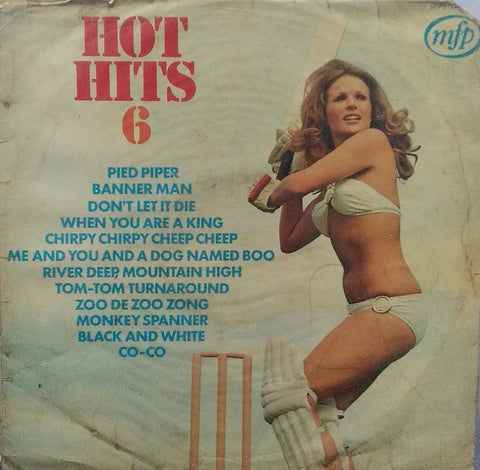 HOT
HITS
6
mfp
PIED PIPER
BANNER MAN
DON'T LET IT DIE
WHEN YOU ARE A KING
CHIRPY CHIRPY CHEEP CHEEP
ME AND YOU AND A DOG NAMED BOO
RIVER DEEP, MOUNTAIN HIGH
TOM-TOM TURNAROUND
ZOO DE ZOO ZONG
MONKEY SPANNER
BLACK AND WHITE
CO-CO